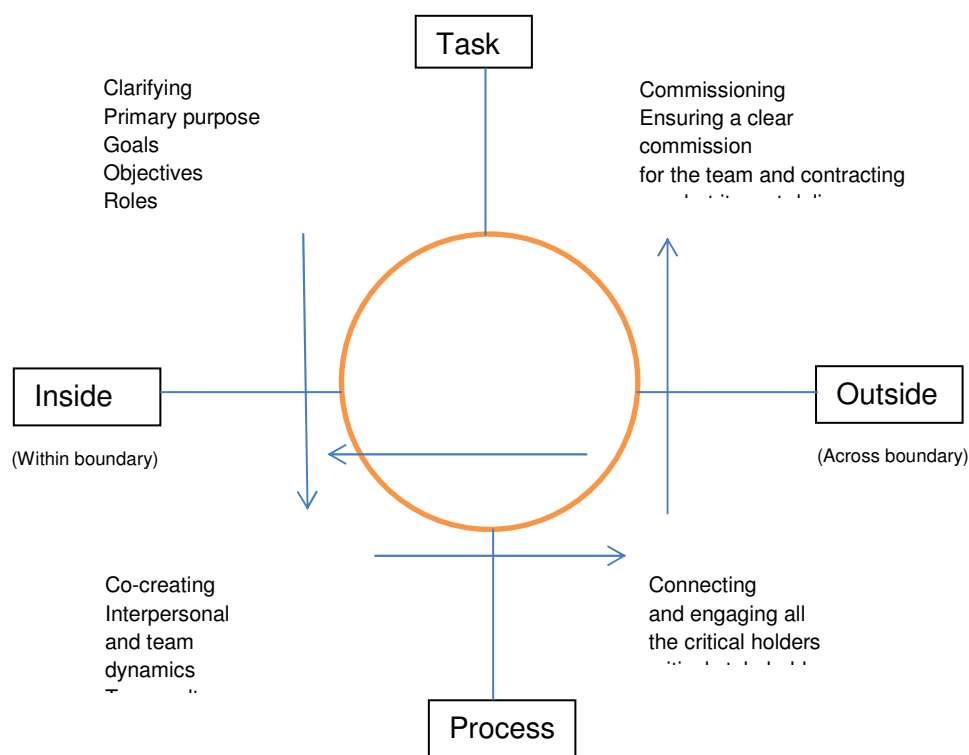 Task
Clarifying
Primary purpose
Goals
Objectives
Roles
Commissioning
Ensuring a clear
commission
for the team and contracting
Inside
(Within boundary)
Outside
(Across boundary)
Co-creating
Interpersonal
and team
dynamics
Connecting
and engaging all
the critical holders
Process